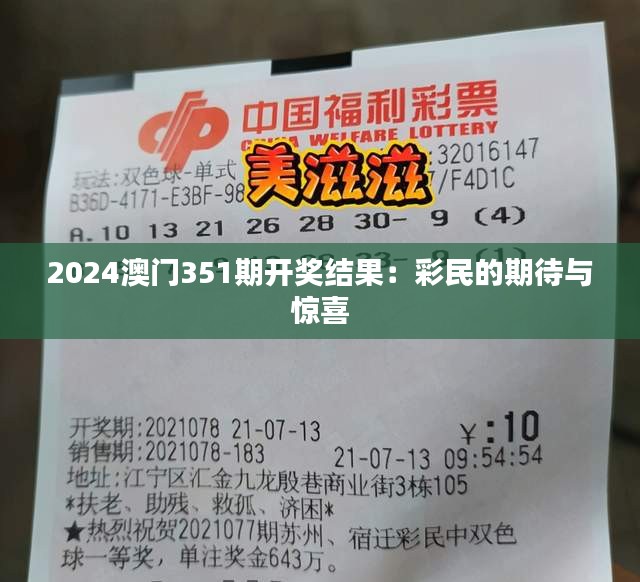 中国福利彩票
CHINA WELFARE LOTTERY
玩法:双色球-单式
:32016147
B36D-4171-E3BF-98
7/F4D1C
美滋滋
A.10 13 21 26 28 30- 9 (4)
2024澳门351期开奖结果：彩民的期待与
惊喜
开奖期:2021078 21-07-13
￥:10
销售期:2021078-183
21-07-13 09:54:54
地址:江宁区汇金九龙殷巷商业街3栋105
*扶老、助残、救孤、济困*
★热烈祝贺2021077期苏州、宿迁彩民中双色
球一等奖，单注奖金643万。